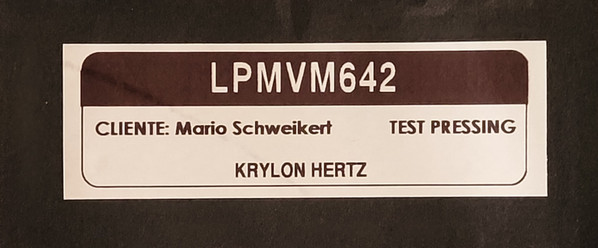 LPMVM642
CLIENTE: Mario Schweikert TEST PRESSING
KRYLON HERTZ